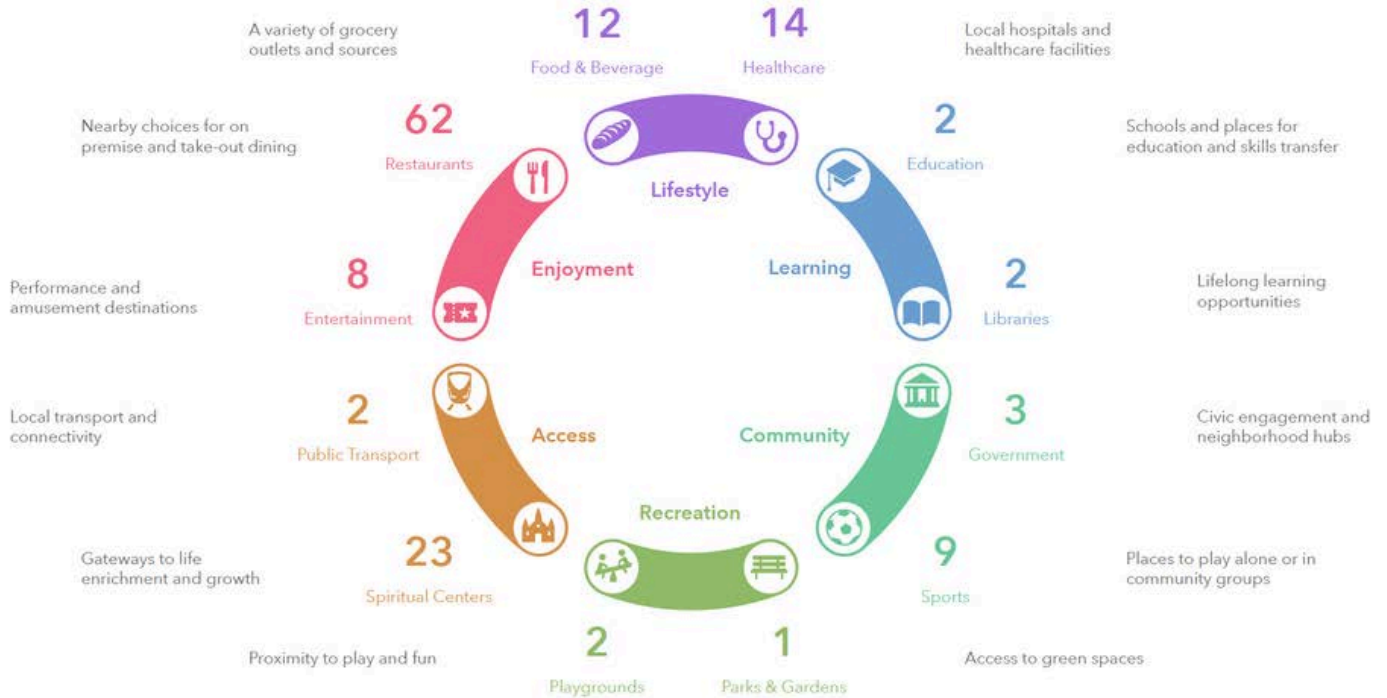 A variety of grocery
outlets and sources
12
Food & Beverage
14
Healthcare
Local hospitals and
healthcare facilities
Nearby choices for on
premise and take-out dining
62
Restaurants
2
Education
Schools and places for
education and skills transfer
Lifestyle
Enjoyment
Learning
Performance and
amusement destinations
8
Entertainment
2
Libraries
Lifelong learning
opportunities
Local transport and
connectivity
2
Public Transport
Access
Community
3
Government
Civic engagement and
neighborhood hubs
Recreation
Gateways to life
enrichment and growth
23
Spiritual Centers
9
Sports
Places to play alone or in
community groups
Proximity to play and fun
2
Playgrounds
1
Parks & Gardens
Access to green spaces